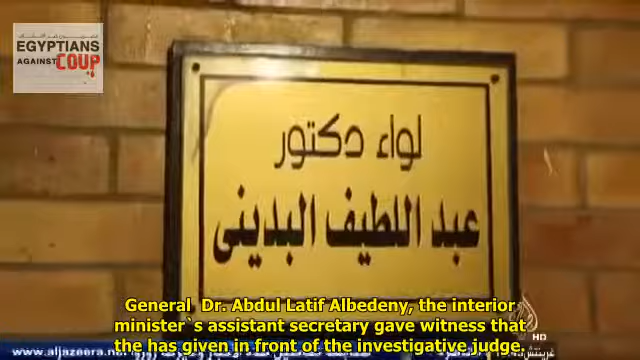 EGYPTIANS
AGAINST COUP
لواء دكتور
عبد اللطيف البدينى
HD
General Dr. Abdul Latif Albedeny, the interior
minister`s assistant secretary gave witness that
the has given in front of the investigative judge.
www.aljazeera.net